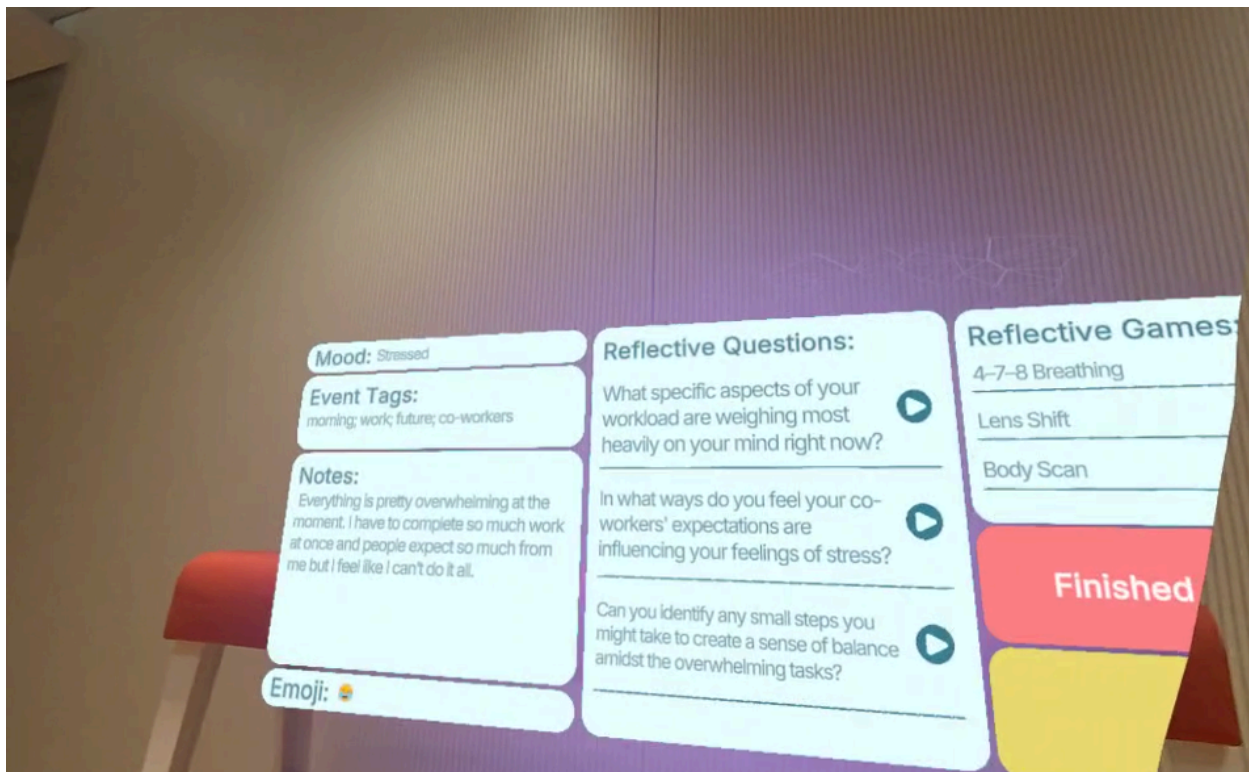 Mood: Stressed
Event Tags:
morning; work; future; co-workers
Notes:
Everything is pretty overwhelming at the
moment. I have to complete so much work
at once and people expect so much from
me but I feel like I can't do it all.
Emoji: 😭
Reflective Questions:
What specific aspects of your
workload are weighing most
heavily on your mind right now?
In what ways do you feel your co-
workers' expectations are
influencing your feelings of stress?
Can you identify any small steps you
might take to create a sense of balance
amidst the overwhelming tasks?
Reflective Games:
4–7–8 Breathing
Lens Shift
Body Scan
Finished